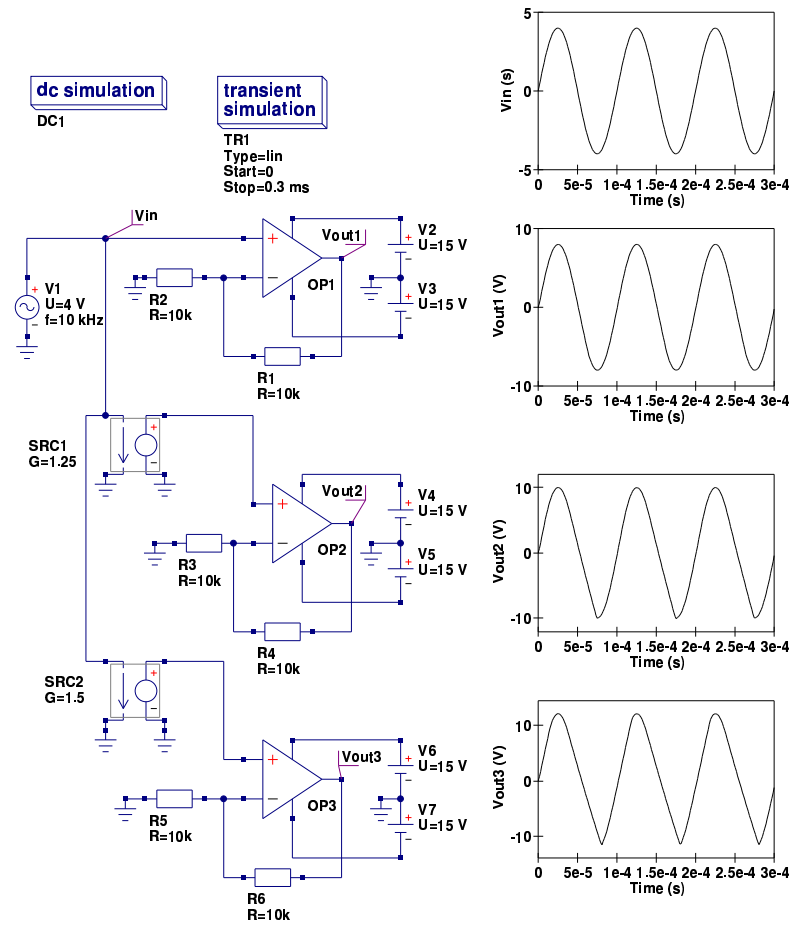 dc simulation
DC1
transient
simulation
TR1
Type=lin
Start=0
Stop=0.3 ms
Vin
V1
U=4 V
f=10 kHz
+
−
R2
R=10k
+
−
OP1
Vout1
R1
R=10k
V2
U=15 V
+
−
V3
U=15 V
+
−
SRC1
G=1.25
+
−
R3
R=10k
+
−
OP2
Vout2
R4
R=10k
V4
U=15 V
+
−
V5
U=15 V
+
−
SRC2
G=1.5
+
−
R5
R=10k
+
−
OP3
Vout3
R6
R=10k
V6
U=15 V
+
−
V7
U=15 V
+
−
Vin (s)
5
0
-5
0 5e-5 1e-4 1.5e-4 2e-4 2.5e-4 3e-4
Time (s)
Vout1 (V)
10
0
-10
0 5e-5 1e-4 1.5e-4 2e-4 2.5e-4 3e-4
Time (s)
Vout2 (V)
10
0
-10
0 5e-5 1e-4 1.5e-4 2e-4 2.5e-4 3e-4
Time (s)
Vout3 (V)
10
0
-10
0 5e-5 1e-4 1.5e-4 2e-4 2.5e-4 3e-4
Time (s)